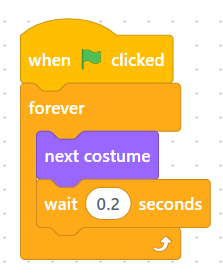 when clicked
forever
next costume
wait 0.2 seconds